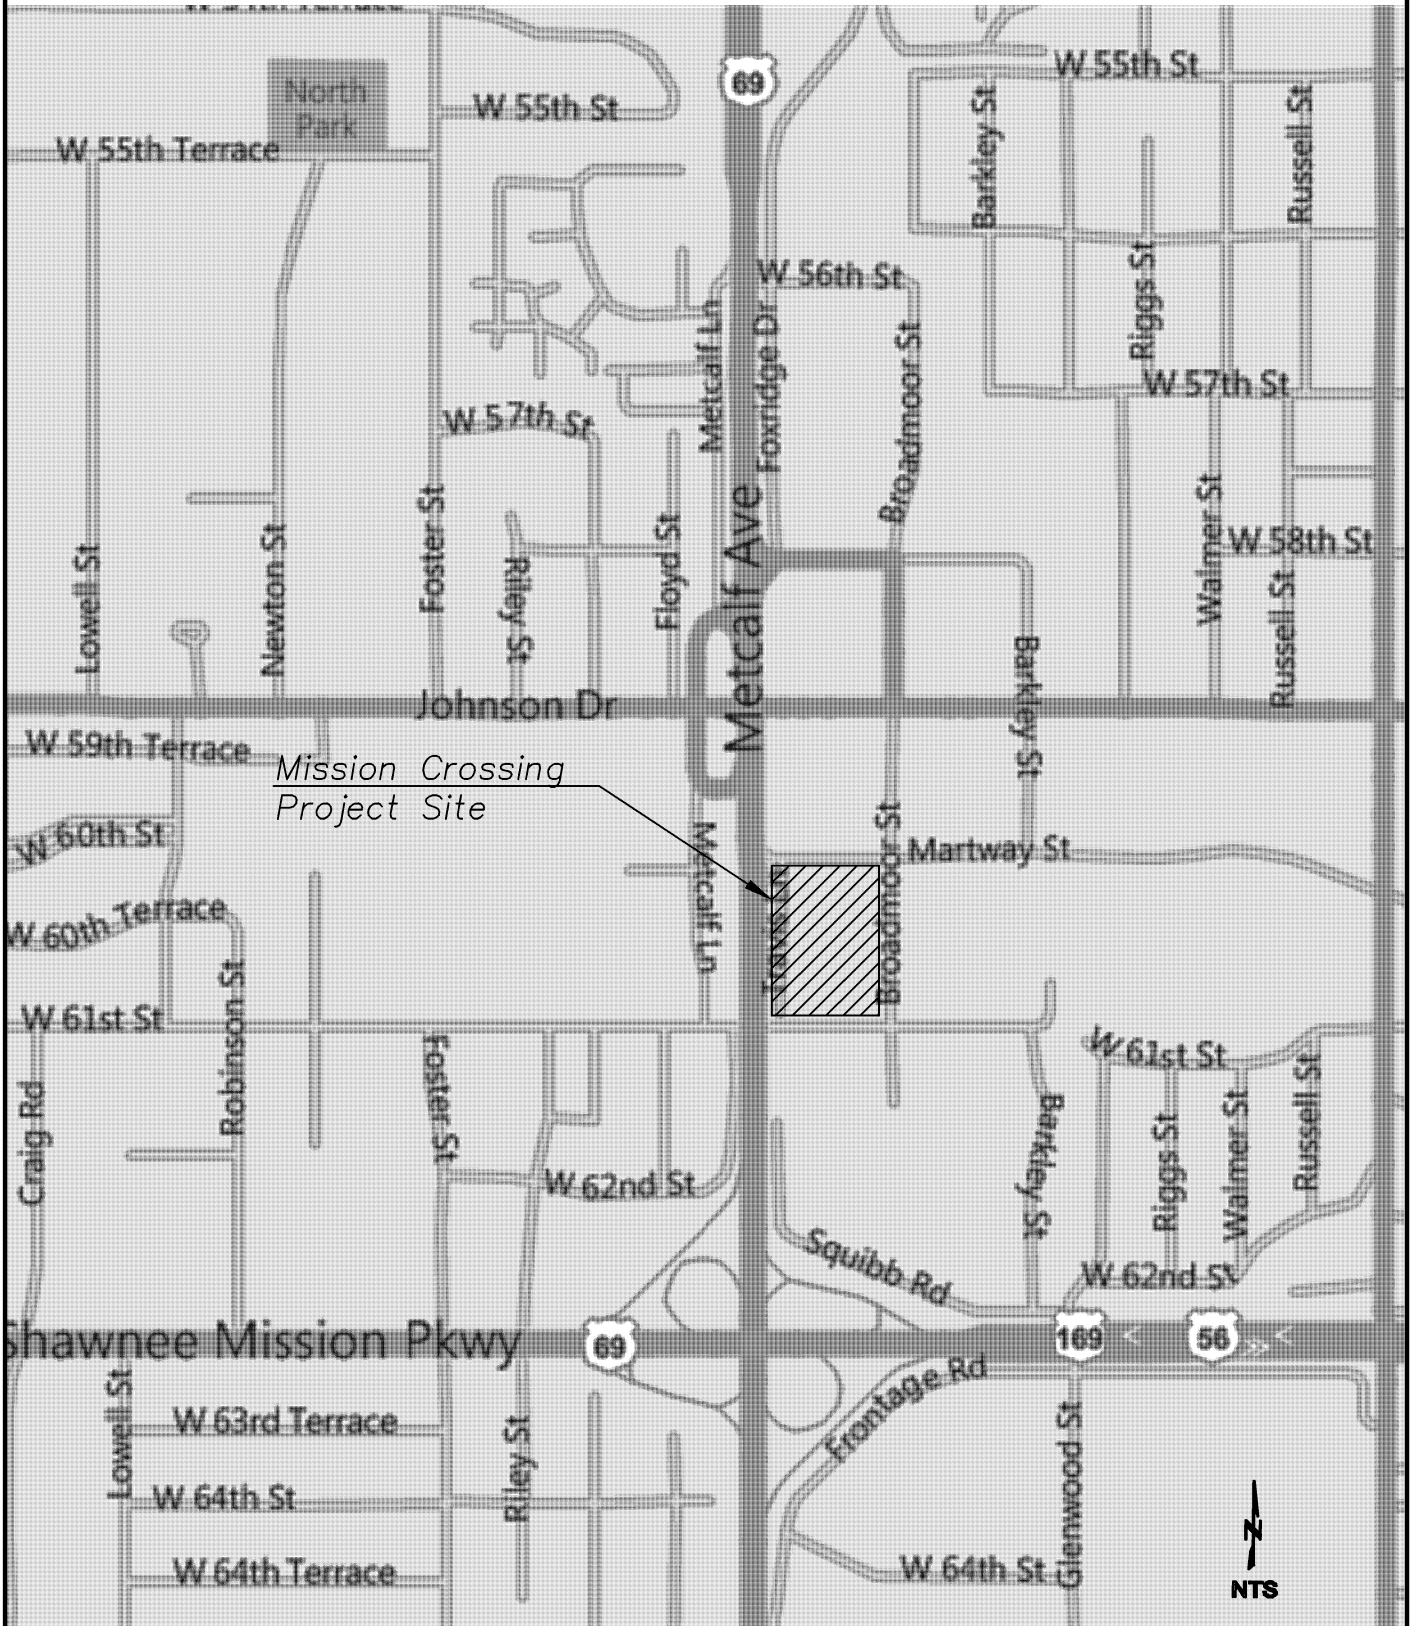 69
W 55th St
W 55th St
North
Park
W 55th Terrace
Barkley St
Russell St
W 56th St
Riggs St
Metcalf Ln
Foxridge Dr
Broadmoor St
W 57th St
W 57th St
Lowell St
Newton St
Foster St
Riley St
Floyd St
Metcalf Ave
Walmer St
W 58th St
Russell St
Barkley St
Johnson Dr
W 59th Terrace
Mission Crossing
Project Site
W 60th St
Metcalf Ln
Broadmoor St
Martway St
W 60th Terrace
Robinson St
W 61st St
W 61st St
Craig Rd
Foster St
Barkley St
Riggs St
Walmer St
Russell St
W 62nd St
Squibb Rd
W 62nd St
Shawnee Mission Pkwy
69
169
56
Frontage Rd
Lowell St
W 63rd Terrace
Riley St
Glenwood St
W 64th St
W 64th Terrace
W 64th St
N
NTS